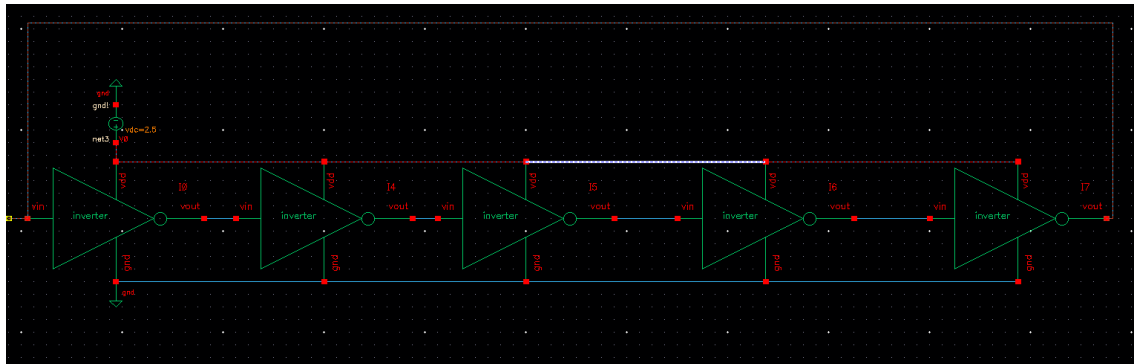 gnd
gnd!
vdc=2.5
net3 V0
vdd vdd vdd vdd vdd
I0 I4 I5 I6 I7
vin vout vin vout vin vout vin vout vin vout
inverter inverter inverter inverter inverter
gnd gnd gnd gnd gnd
gnd